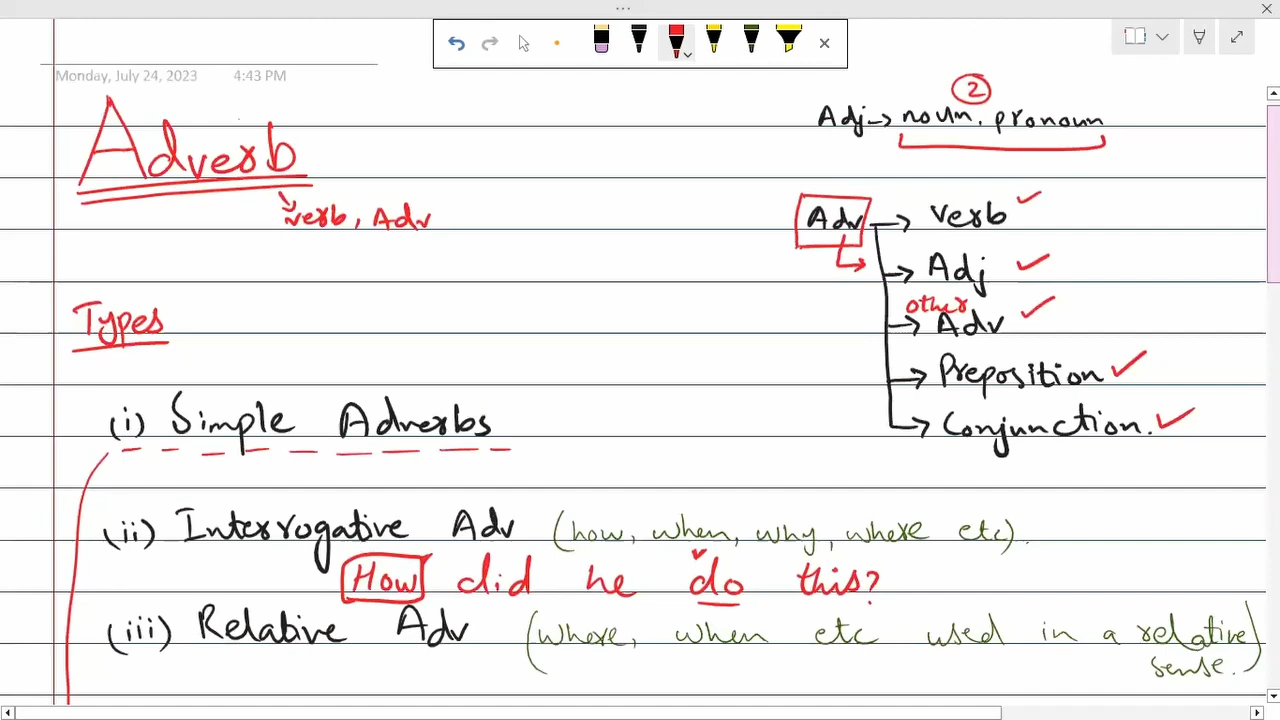 Monday, July 24, 2023 4:43 PM
2
Adj → noun, pronoun
Adverb
verb, Adv
Adv → verb ✓
→ Adj ✓
other
→ Adv ✓
Types
→ Preposition ✓
(i) Simple Adverbs
→ Conjunction. ✓
(ii) Interrogative Adv (how, when, why, where etc).
How did he do this?
(iii) Relative Adv (where, when etc used in a relative
sense.)